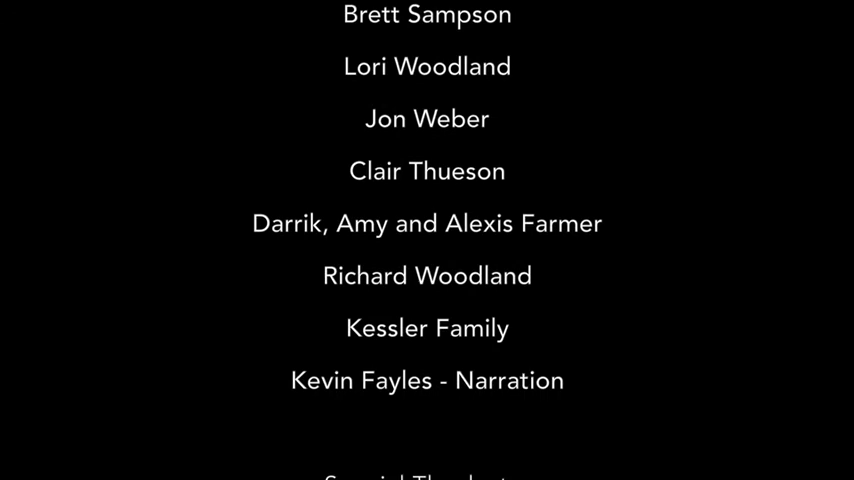 Brett Sampson
Lori Woodland
Jon Weber
Clair Thueson
Darrik, Amy and Alexis Farmer
Richard Woodland
Kessler Family
Kevin Fayles - Narration
Special